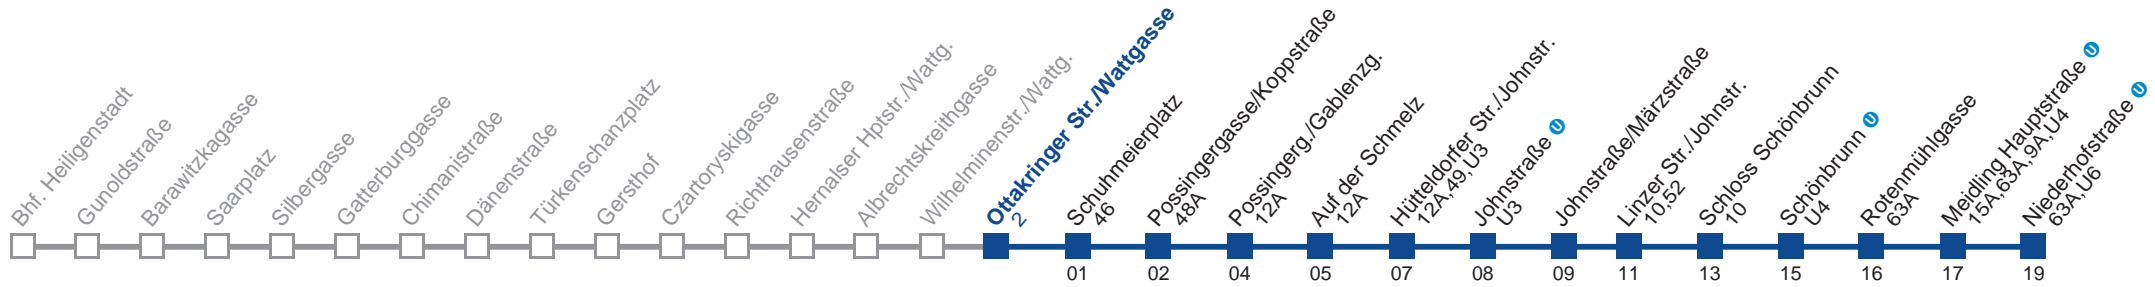 Bhf. Heiligenstadt
Gunoldstraße
Barawitzkagasse
Saarplatz
Silbergasse
Gatterburggasse
Chimanistraße
Dänenstraße
Türkenschanzplatz
Gersthof
Czartoryskigasse
Richthausenstraße
Hernalser Hptstr./Wattg.
Albrechtskreithgasse
Wilhelminenstr./Wattg.
Ottakringer Str./Wattgasse
2
Schuhmeierplatz
46
01
Possingergasse/Koppstraße
48A
02
Possingerg./Gablenzg.
12A
04
Auf der Schmelz
12A
05
Hütteldorfer Str./Johnstr.
12A,49,U3
07
Johnstraße U
U3
08
Johnstraße/Märzstraße
09
Linzer Str./Johnstr.
10,52
11
Schloss Schönbrunn
10
13
Schönbrunn U
U4
15
Rotenmühlgasse
63A
16
Meidling Hauptstraße U
15A,63A,9A,U4
17
Niederhofstraße U
63A,U6
19